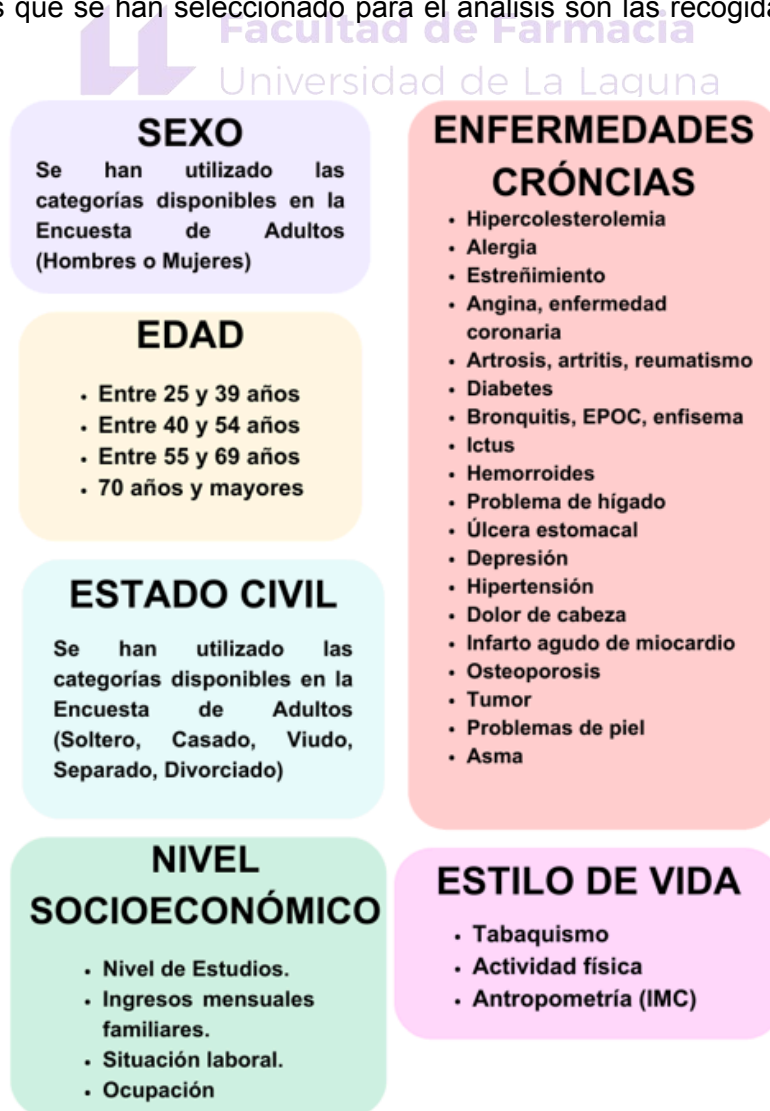 s que se han seleccionado para el análisis son las recogida
Facultad de Farmacia
Universidad de La Laguna
SEXO
Se han utilizado las
categorías disponibles en la
Encuesta de Adultos
(Hombres o Mujeres)
EDAD
• Entre 25 y 39 años
• Entre 40 y 54 años
• Entre 55 y 69 años
• 70 años y mayores
ESTADO CIVIL
Se han utilizado las
categorías disponibles en la
Encuesta de Adultos
(Soltero, Casado, Viudo,
Separado, Divorciado)
NIVEL
SOCIOECONÓMICO
• Nivel de Estudios.
• Ingresos mensuales
familiares.
• Situación laboral.
• Ocupación
ENFERMEDADES
CRÓNCIAS
• Hipercolesterolemia
• Alergia
• Estreñimiento
• Angina, enfermedad
coronaria
• Artrosis, artritis, reumatismo
• Diabetes
• Bronquitis, EPOC, enfisema
• Ictus
• Hemorroides
• Problema de hígado
• Úlcera estomacal
• Depresión
• Hipertensión
• Dolor de cabeza
• Infarto agudo de miocardio
• Osteoporosis
• Tumor
• Problemas de piel
• Asma
ESTILO DE VIDA
• Tabaquismo
• Actividad física
• Antropometría (IMC)